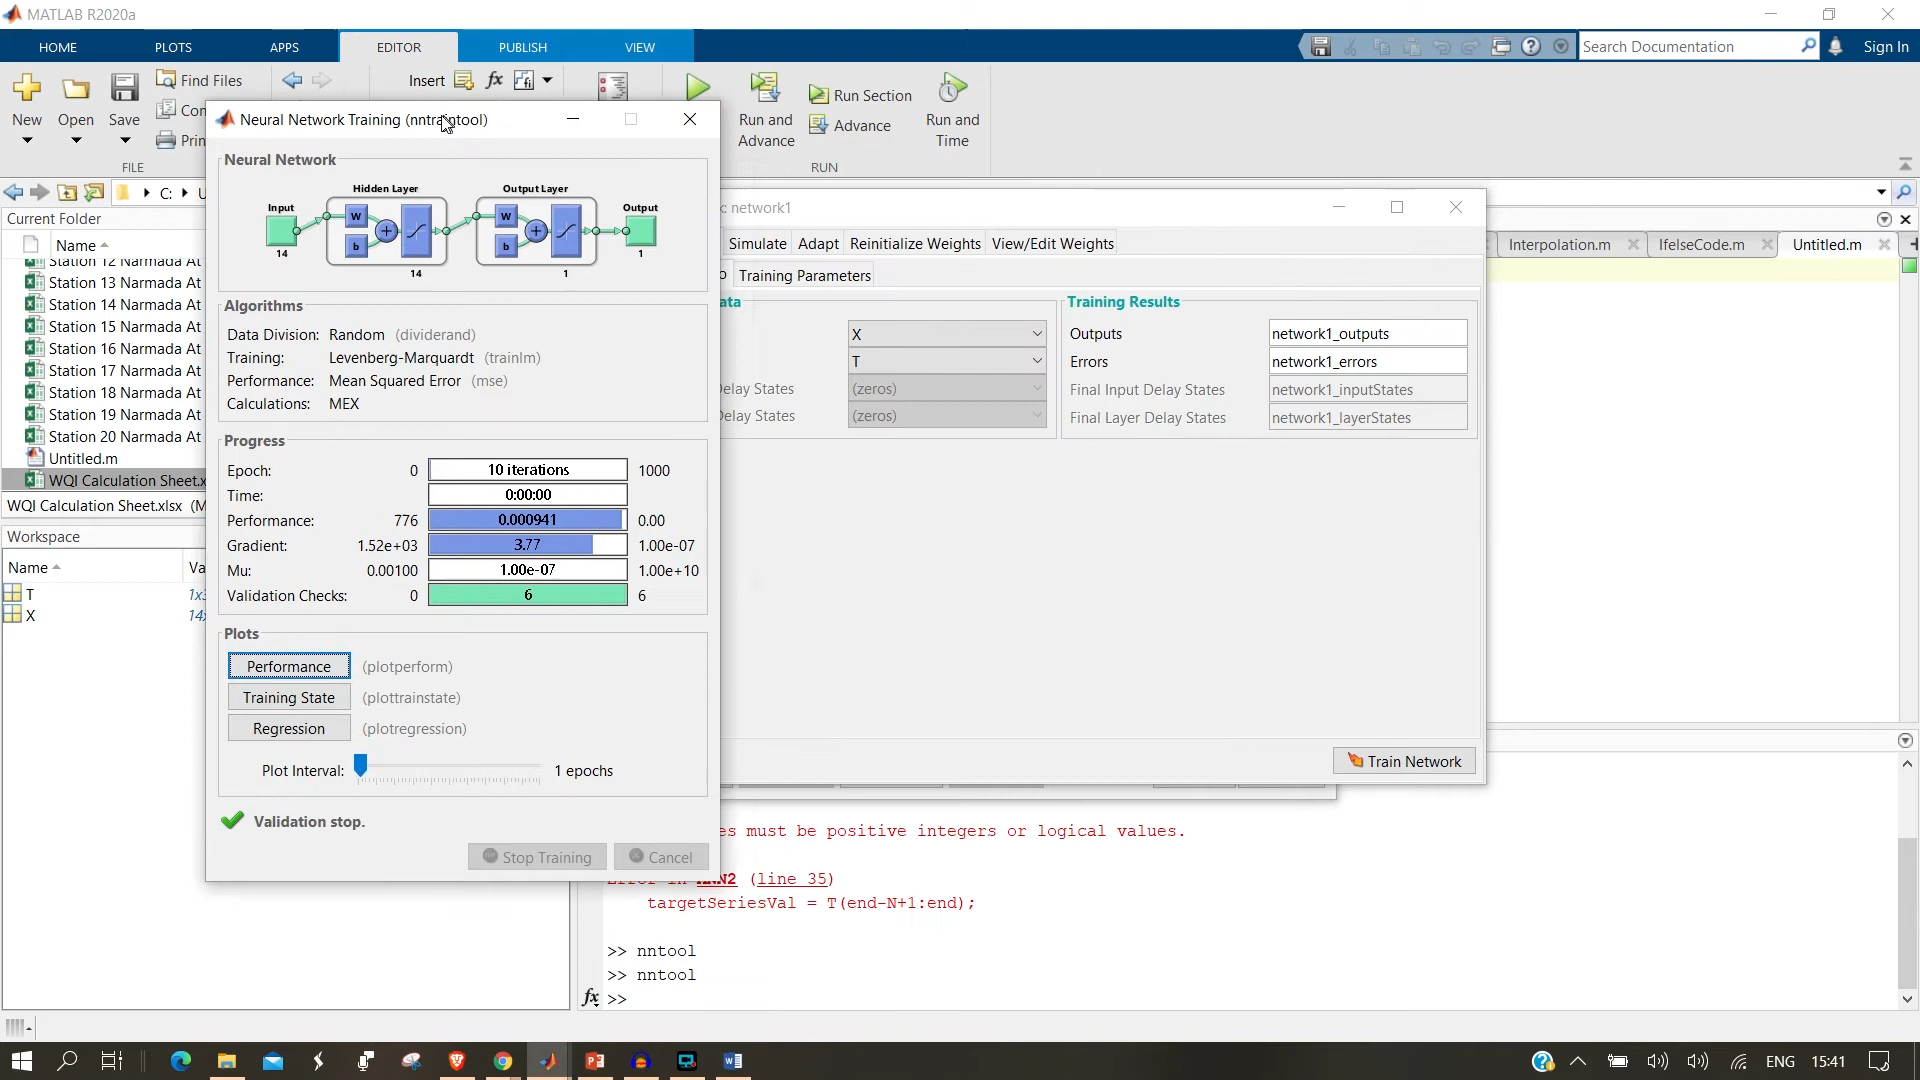 MATLAB R2020a
HOME PLOTS APPS EDITOR PUBLISH VIEW
Search Documentation
Sign In
New
Open
Save
Find Files
FILE
Insert
fx
Run and
Advance
Run Section
Advance
Run and
Time
RUN
C:
Current Folder
Name
Station 12 Narmada At
Station 13 Narmada At
Station 14 Narmada At
Station 15 Narmada At
Station 16 Narmada At
Station 17 Narmada At
Station 18 Narmada At
Station 19 Narmada At
Station 20 Narmada At
Untitled.m
WQI Calculation Sheet.x
WQI Calculation Sheet.xlsx (M
Workspace
Name
T
X
Neural Network Training (nntraintool)
Neural Network
Hidden Layer
Output Layer
Input
W
b
W
b
Output
14
14
1
1
Algorithms
Data Division: Random (dividerand)
Training: Levenberg-Marquardt (trainlm)
Performance: Mean Squared Error (mse)
Calculations: MEX
Progress
Epoch: 0 10 iterations 1000
Time: 0:00:00
Performance: 776 0.000941 0.00
Gradient: 1.52e+03 3.77 1.00e-07
Mu: 0.00100 1.00e-07 1.00e+10
Validation Checks: 0 6 6
Plots
Performance (plotperform)
Training State (plottrainstate)
Regression (plotregression)
Plot Interval: 1 epochs
Validation stop.
Stop Training Cancel
network1
Simulate Adapt Reinitialize Weights View/Edit Weights
Training Parameters
X
T
Delay States (zeros)
Delay States (zeros)
Training Results
Outputs network1_outputs
Errors network1_errors
Final Input Delay States network1_inputStates
Final Layer Delay States network1_layerStates
Train Network
Interpolation.m
IfelseCode.m
Untitled.m
es must be positive integers or logical values.
(line 35)
targetSeriesVal = T(end-N+1:end);
>> nntool
>> nntool
fx >>
ENG 15:41